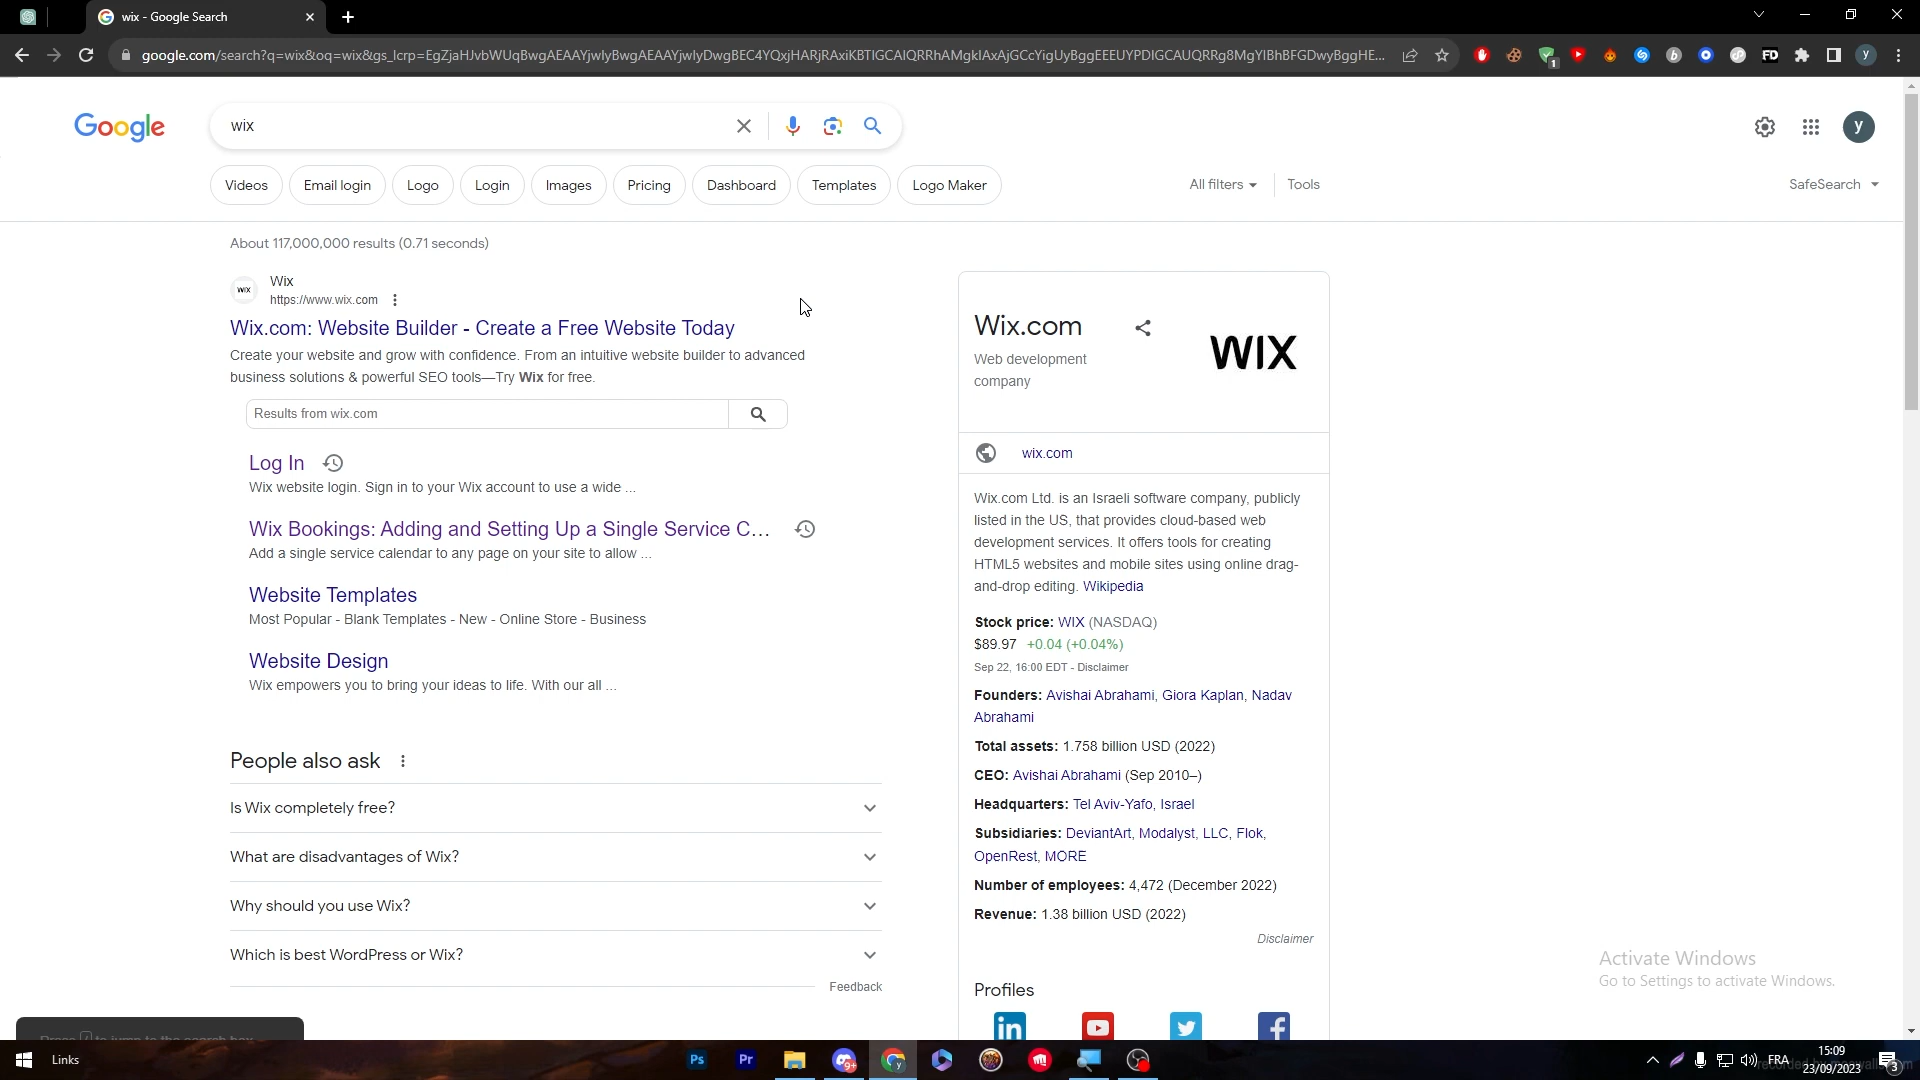 wix - Google Search
google.com/search?q=wix&oq=wix&gs_lcrp=
1
FD
y
Google
wix
y
Videos
Email login
Logo
Login
Images
Pricing
Dashboard
Templates
Logo Maker
All filters
Tools
SafeSearch
About 117,000,000 results (0.71 seconds)
WIX
Wix
https://www.wix.com
Wix.com: Website Builder - Create a Free Website Today
Create your website and grow with confidence. From an intuitive website builder to advanced
business solutions & powerful SEO tools—Try Wix for free.
Results from wix.com
Log In
Wix website login. Sign in to your Wix account to use a wide ...
Wix Bookings: Adding and Setting Up a Single Service C...
Add a single service calendar to any page on your site to allow ...
Website Templates
Most Popular - Blank Templates - New - Online Store - Business
Website Design
Wix empowers you to bring your ideas to life. With our all ...
People also ask
Is Wix completely free?
What are disadvantages of Wix?
Why should you use Wix?
Which is best WordPress or Wix?
Feedback
Wix.com
Web development
company
WIX
wix.com
Wix.com Ltd. is an Israeli software company, publicly
listed in the US, that provides cloud-based web
development services. It offers tools for creating
HTML5 websites and mobile sites using online drag-
and-drop editing. Wikipedia
Stock price: WIX (NASDAQ)
$89.97 +0.04 (+0.04%)
Sep 22, 16:00 EDT - Disclaimer
Founders: Avishai Abrahami, Giora Kaplan, Nadav
Abrahami
Total assets: 1.758 billion USD (2022)
CEO: Avishai Abrahami (Sep 2010–)
Headquarters: Tel Aviv-Yafo, Israel
Subsidiaries: DeviantArt, Modalyst, LLC, Flok,
OpenRest, MORE
Number of employees: 4,472 (December 2022)
Revenue: 1.38 billion USD (2022)
Disclaimer
Profiles
Activate Windows
Go to Settings to activate Windows.
Press / to jump to the search box
Links
Ps
Pr
9+
FRA
15:09
23/09/2023
3